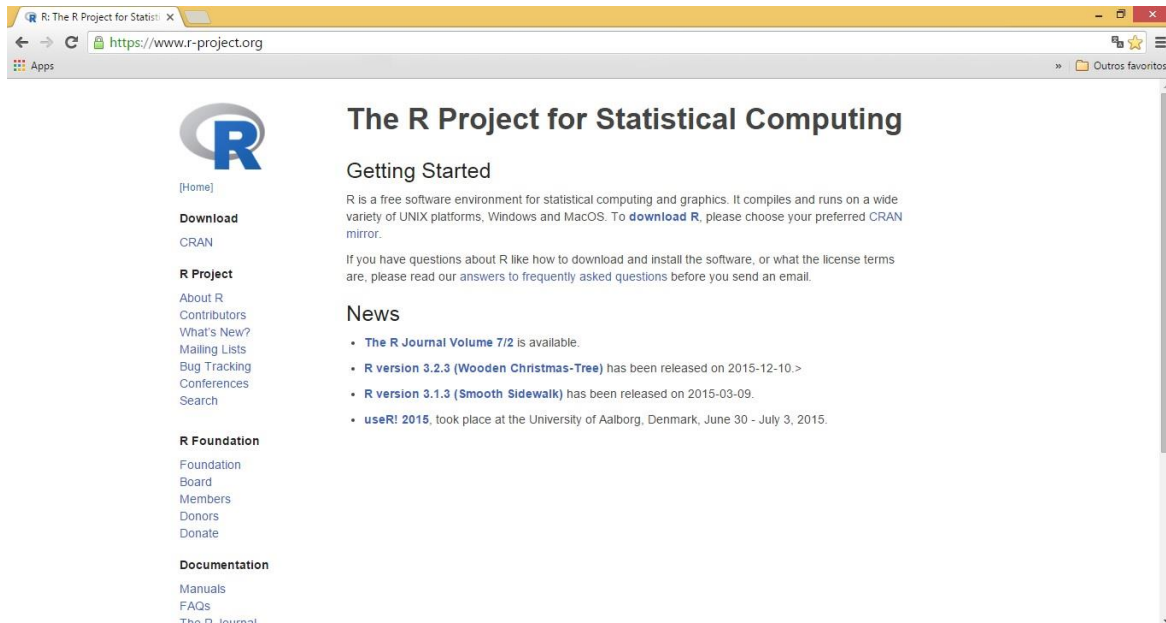 R: The R Project for Statisti
https://www.r-project.org
Apps
» Outros favoritos
R
[Home]
Download
CRAN
R Project
About R
Contributors
What's New?
Mailing Lists
Bug Tracking
Conferences
Search
R Foundation
Foundation
Board
Members
Donors
Donate
Documentation
Manuals
FAQs
The R Journal
The R Project for Statistical Computing
Getting Started
R is a free software environment for statistical computing and graphics. It compiles and runs on a wide
variety of UNIX platforms, Windows and MacOS. To download R, please choose your preferred CRAN
mirror.
If you have questions about R like how to download and install the software, or what the license terms
are, please read our answers to frequently asked questions before you send an email.
News
• The R Journal Volume 7/2 is available.
• R version 3.2.3 (Wooden Christmas-Tree) has been released on 2015-12-10.>
• R version 3.1.3 (Smooth Sidewalk) has been released on 2015-03-09.
• useR! 2015, took place at the University of Aalborg, Denmark, June 30 - July 3, 2015.